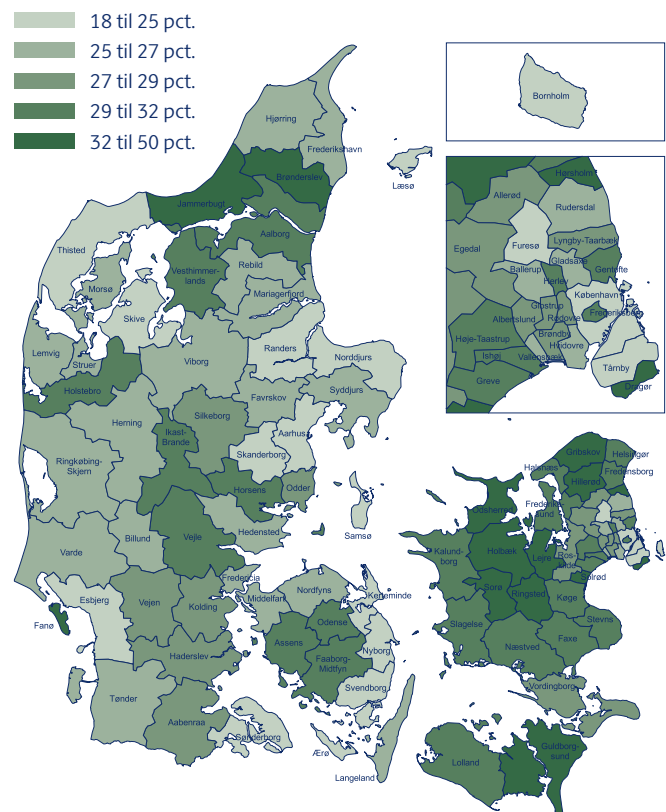 18 til 25 pct.
25 til 27 pct.
27 til 29 pct.
29 til 32 pct.
32 til 50 pct.
Hjørring
Frederikshavn
Brønderslev
Læsø
Jammerbugt
Aalborg
Thisted
Vesthimmer-
lands
Rebild
Morsø
Mariagerfjord
Skive
Randers
Norddjurs
Lemvig
Struer
Viborg
Holstebro
Favrskov
Syddjurs
Herning
Silkeborg
Ikast-
Brande
Aarhus
Skanderborg
Ringkøbing-
Skjern
Horsens
Odder
Samsø
Hedensted
Billund
Vejle
Varde
Fredericia
Esbjerg
Vejen
Kolding
Middelfart
Nordfyns
Kerteminde
Fanø
Odense
Assens
Nyborg
Haderslev
Faaborg-
Midtfyn
Svendborg
Tønder
Aabenraa
Sønderborg
Ærø
Langeland
Bornholm
Hørsholm
Allerød
Rudersdal
Egedal
Furesø
Lyngby-Taarbæk
Gladsaxe
Ballerup
Gentofte
Herlev
København
Glostrup
Frederiksberg
Albertslund
Rødovre
Brøndby
Høje-Taastrup
Hvidovre
Ishøj
Vallensbæk
Tårnby
Greve
Dragør
Gribskov
Helsingør
Halsnæs
Fredensborg
Hillerød
Odsherred
Frederiks-
sund
Kalund-
borg
Holbæk
Lejre
Ros-
kilde
Solrød
Sorø
Ringsted
Køge
Stevns
Slagelse
Næstved
Faxe
Vordingborg
Guldborg-
sund
Lolland